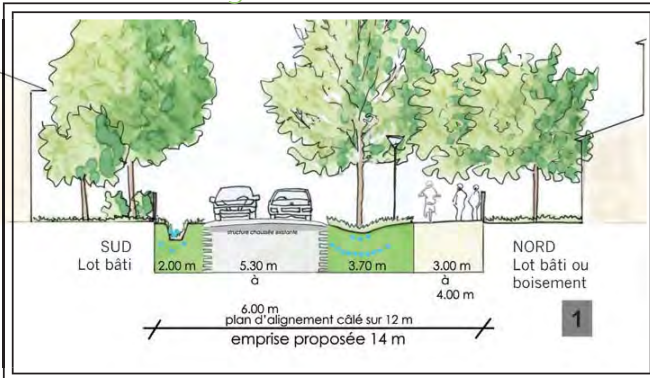 structure chaussée existante
SUD
Lot bâti
2.00 m
5.30 m
à
6.00 m
3.70 m
3.00 m
à
4.00 m
NORD
Lot bâti ou
boisement
plan d'alignement câlé sur 12 m
emprise proposée 14 m
1